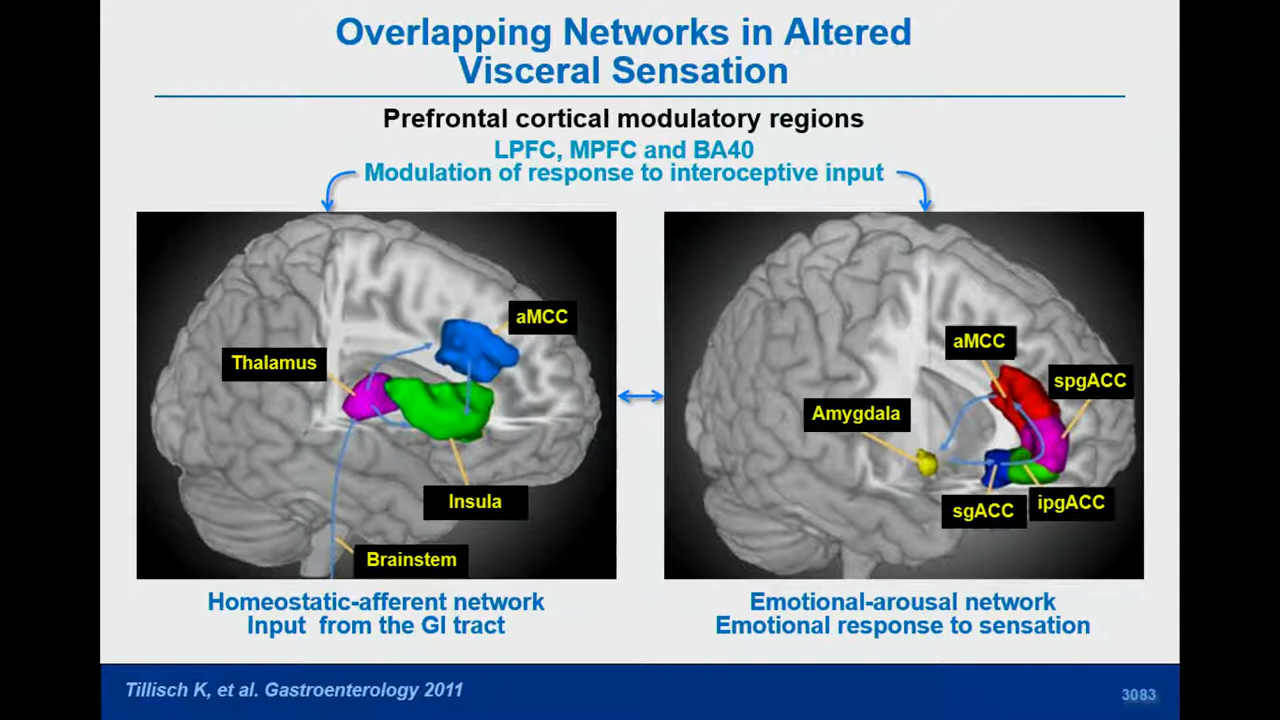 Overlapping Networks in Altered
Visceral Sensation
Prefrontal cortical modulatory regions
LPFC, MPFC and BA40
Modulation of response to interoceptive input
aMCC
Thalamus
Insula
Brainstem
aMCC
spgACC
Amygdala
sgACC
ipgACC
Homeostatic-afferent network
Input from the GI tract
Emotional-arousal network
Emotional response to sensation
Tillisch K, et al. Gastroenterology 2011
3083